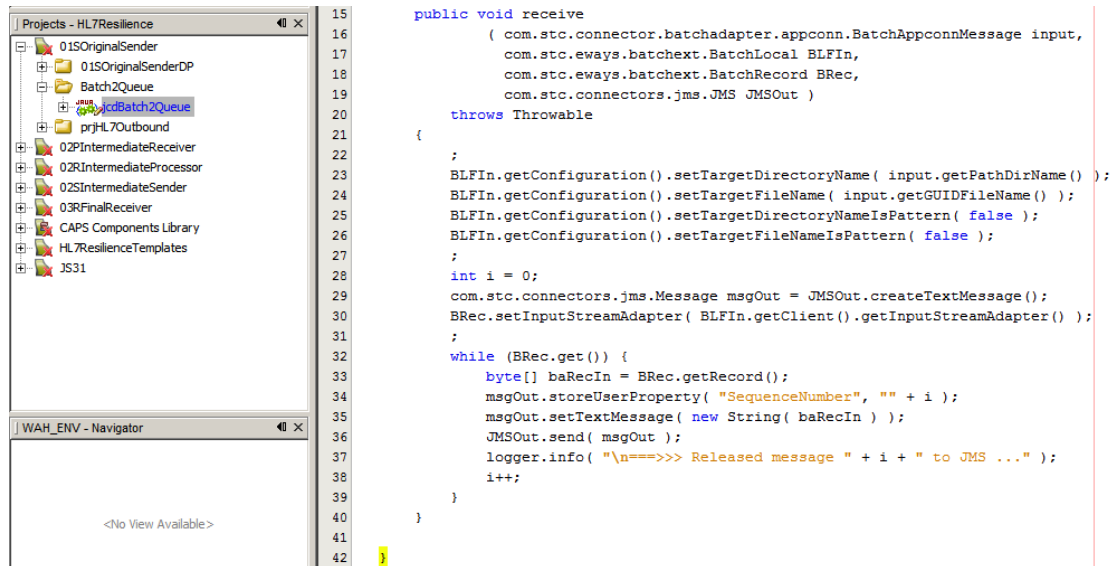 Projects - HL7Resilience
01SOriginalSender
01SOriginalSenderDP
Batch2Queue
jcdBatch2Queue
prjHL7Outbound
02PIntermediateReceiver
02RIntermediateProcessor
02SIntermediateSender
03RFinalReceiver
CAPS Components Library
HL7ResilienceTemplates
JS31
WAH_ENV - Navigator
<No View Available>
15 public void receive
16 ( com.stc.connector.batchadapter.appconn.BatchAppconnMessage input,
17 com.stc.eways.batchext.BatchLocal BLFIn,
18 com.stc.eways.batchext.BatchRecord BRec,
19 com.stc.connectors.jms.JMS JMSOut )
20 throws Throwable
21 {
22 ;
23 BLFIn.getConfiguration().setTargetDirectoryName( input.getPathDirName() );
24 BLFIn.getConfiguration().setTargetFileName( input.getGUIDFileName() );
25 BLFIn.getConfiguration().setTargetDirectoryNameIsPattern( false );
26 BLFIn.getConfiguration().setTargetFileNameIsPattern( false );
27 ;
28 int i = 0;
29 com.stc.connectors.jms.Message msgOut = JMSOut.createTextMessage();
30 BRec.setInputStreamAdapter( BLFIn.getClient().getInputStreamAdapter() );
31 ;
32 while (BRec.get()) {
33 byte[] baRecIn = BRec.getRecord();
34 msgOut.storeUserProperty( "SequenceNumber", "" + i );
35 msgOut.setTextMessage( new String( baRecIn ) );
36 JMSOut.send( msgOut );
37 logger.info( "\n===>>> Released message " + i + " to JMS ..." );
38 i++;
39 }
40 }
41
42 }